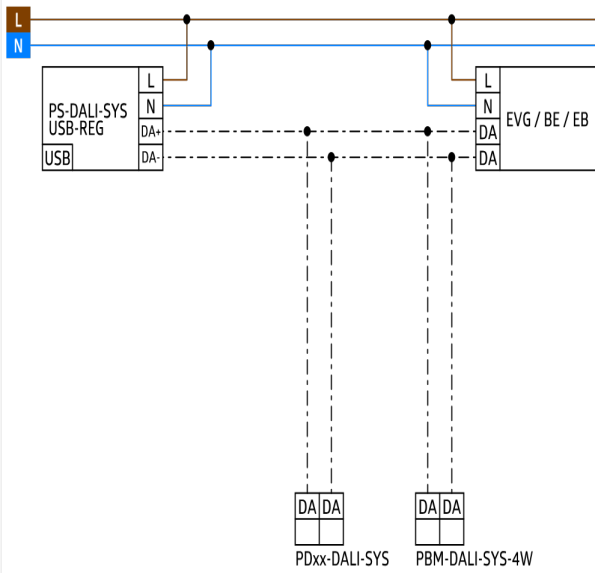 L
N
PS-DALI-SYS
USB-REG
USB
L
N
DA+
DA-
L
N
DA
DA
EVG / BE / EB
DA DA
PDxx-DALI-SYS
DA DA
PBM-DALI-SYS-4W